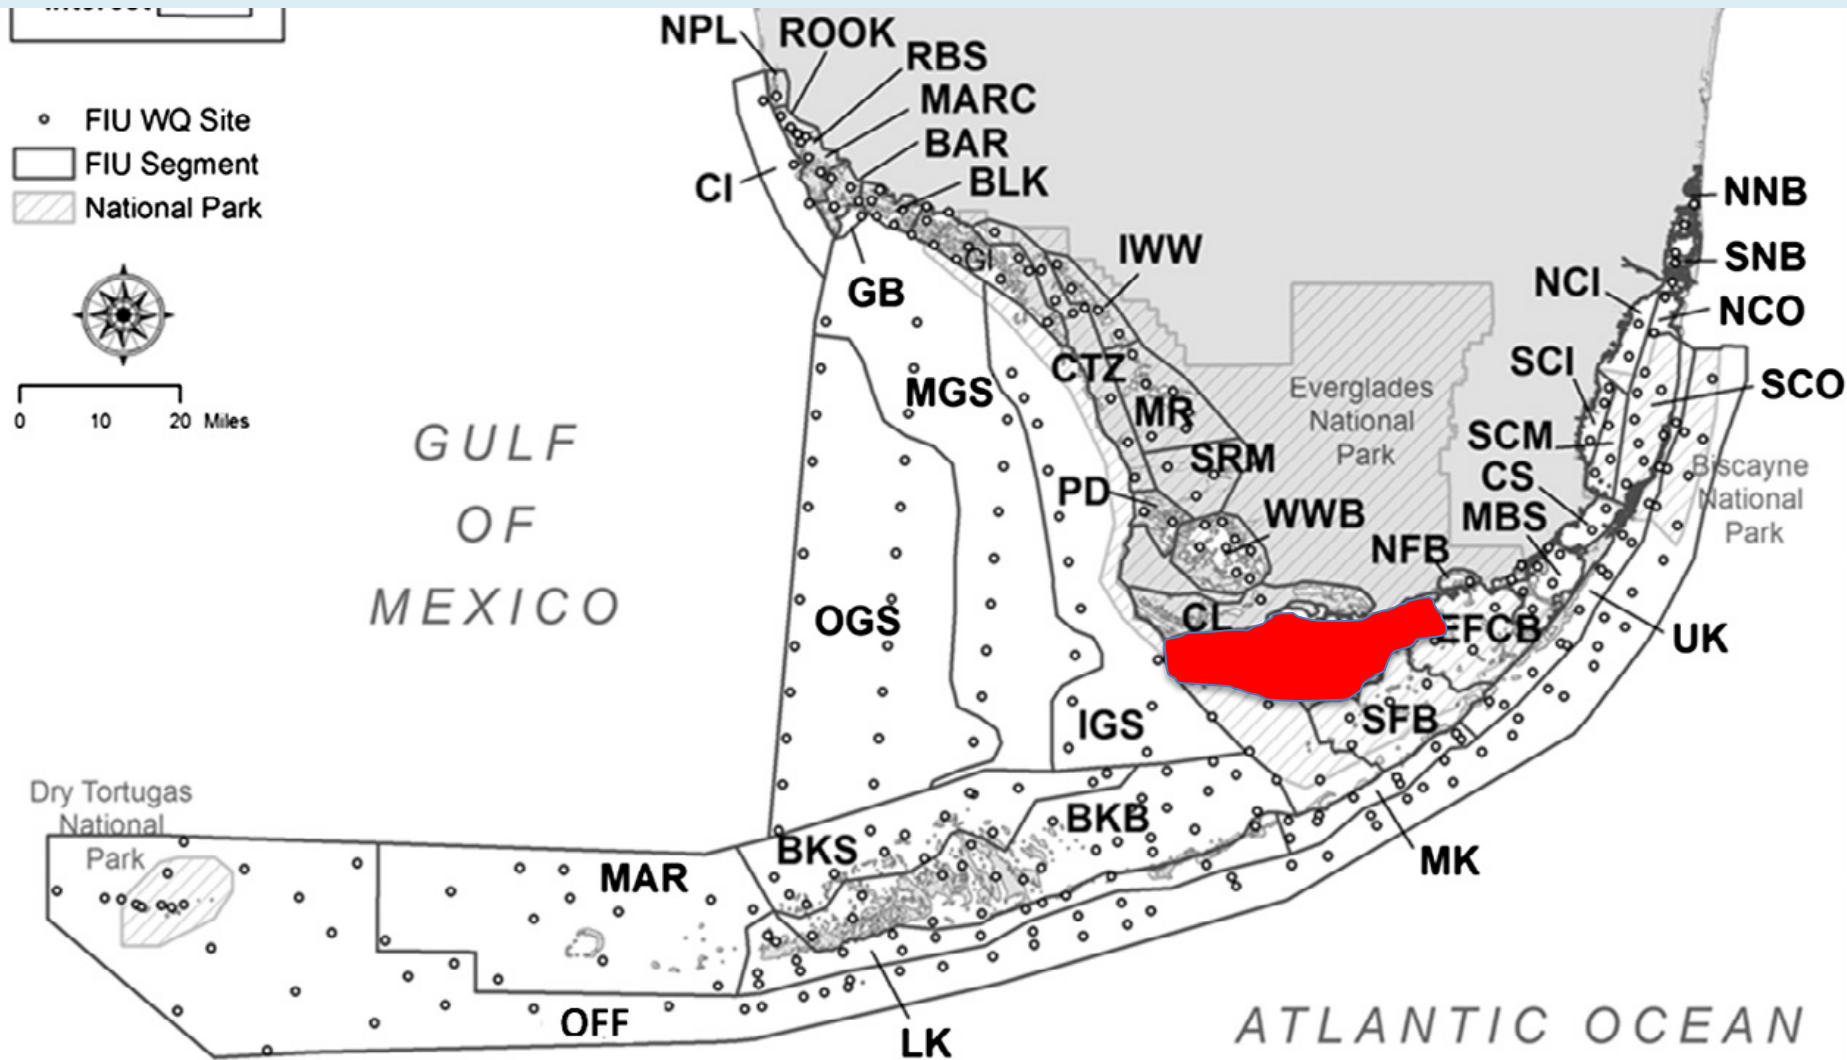 NPL
ROOK
RBS
MARC
BAR
BLK
CI
FIU WQ Site
FIU Segment
National Park
GI
IWW
GB
NNB
SNB
NCI
NCO
SCI
SCO
0 10 20 Miles
CTZ
MGS
MR
Everglades
National
Park
SCM
SRM
CS
Biscayne
National
Park
PD
WWB
MBS
NFB
GULF
OF
MEXICO
OGS
CL
EFCB
UK
IGS
SFB
Dry Tortugas
National
Park
BKS
BKB
MAR
MK
OFF
LK
ATLANTIC OCEAN